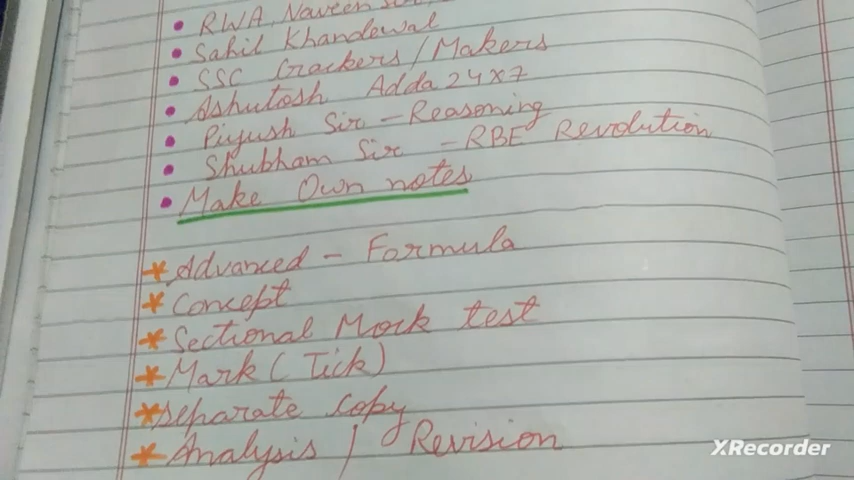 RWA, Naveen
Sahil Khandewal
SSC Crackers/Makers
Ashutosh Adda 24x7
Piyush Sir - Reasoning
Shubham Sir - RBE Revolution
Make Own notes
Advanced - Formula
Concept
Sectional Mock test
Mark (Tick)
separate copy
Analysis / Revision
XRecorder